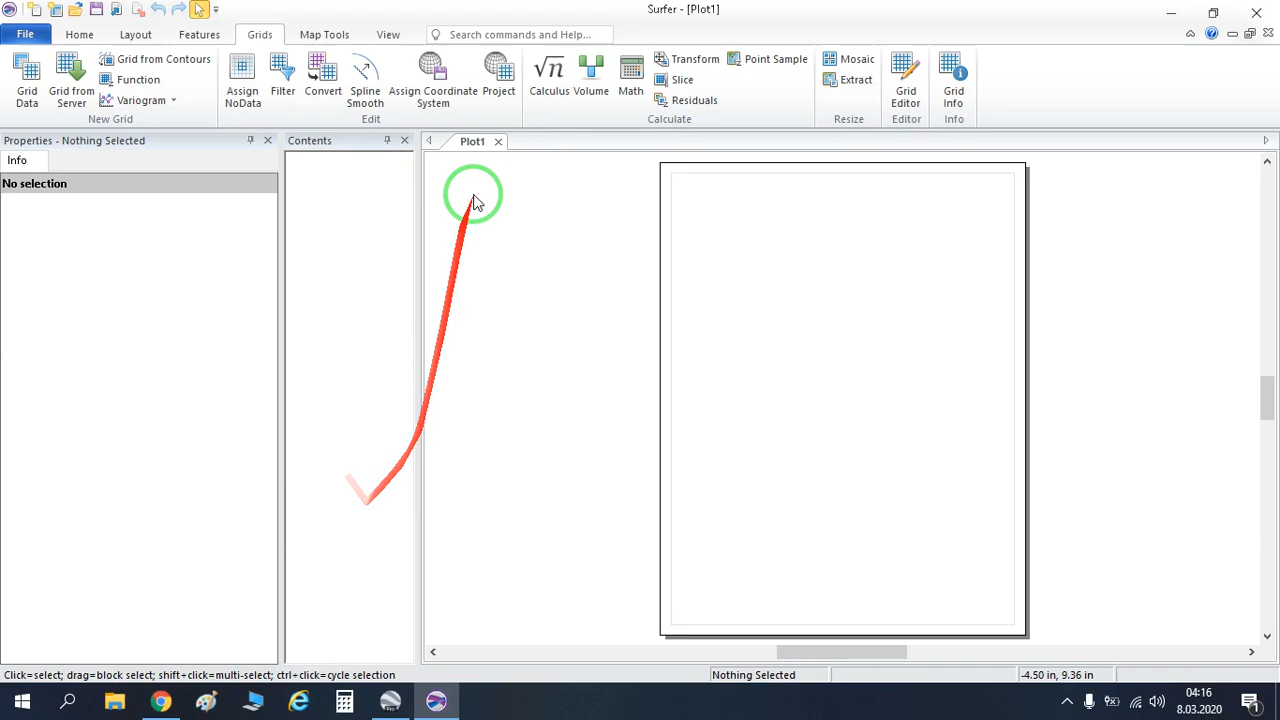 Surfer - [Plot1]
File Home Layout Features Grids Map Tools View Search commands and Help...
Grid Data
Grid from Server
Grid from Contours
Function
Variogram
New Grid
Assign NoData
Filter
Convert
Spline Smooth
Assign Coordinate System
Project
Edit
Calculus
Volume
Math
Transform
Slice
Residuals
Point Sample
Calculate
Mosaic
Extract
Resize
Grid Editor
Editor
Grid Info
Info
Properties - Nothing Selected
Info
No selection
Contents
Plot1
Click=select; drag=block select; shift+click=multi-select; ctrl+click=cycle selection
Nothing Selected
-4.50 in, 9.36 in
04:16
8.03.2020